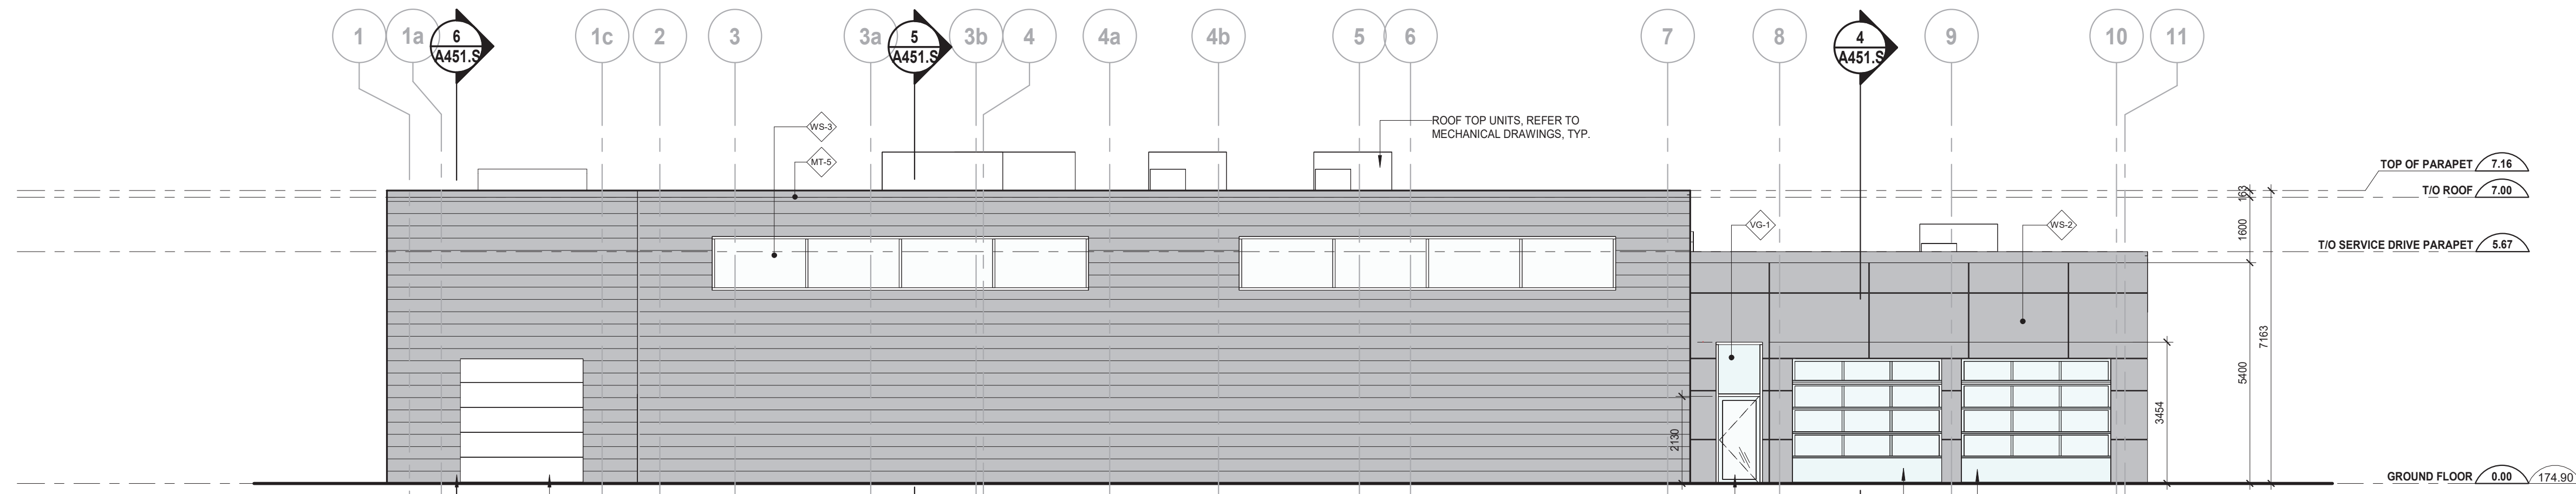 1 1a 6 1c 2 3 3a 5 3b 4 4a 4b 5 6 7 8 4 9 10 11
A451.S A451.S A451.S
WS-3
ROOF TOP UNITS, REFER TO
MECHANICAL DRAWINGS, TYP.
MT-5
TOP OF PARAPET 7.16
T/O ROOF 7.00
163
VG-1
WS-2
1600
T/O SERVICE DRIVE PARAPET 5.67
7163
5400
3454
2130
GROUND FLOOR 0.00 174.90